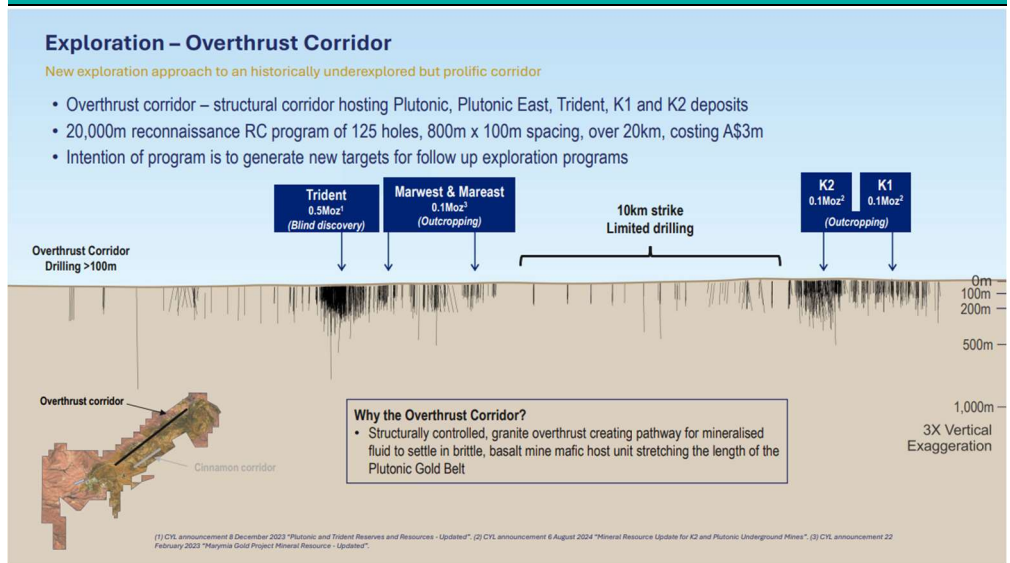 Exploration – Overthrust Corridor
New exploration approach to an historically underexplored but prolific corridor
• Overthrust corridor – structural corridor hosting Plutonic, Plutonic East, Trident, K1 and K2 deposits
• 20,000m reconnaissance RC program of 125 holes, 800m x 100m spacing, over 20km, costing A$3m
• Intention of program is to generate new targets for follow up exploration programs
Trident
0.5Moz¹
(Blind discovery)
Marwest & Mareast
0.1Moz³
(Outcropping)
10km strike
Limited drilling
K2
0.1Moz²
K1
0.1Moz²
(Outcropping)
Overthrust Corridor
Drilling >100m
0m
100m
200m
500m
1,000m
3X Vertical
Exaggeration
Overthrust corridor
Cinnamon corridor
Why the Overthrust Corridor?
• Structurally controlled, granite overthrust creating pathway for mineralised
fluid to settle in brittle, basalt mine mafic host unit stretching the length of the
Plutonic Gold Belt
(1) CYL announcement 8 December 2023 "Plutonic and Trident Reserves and Resources - Updated". (2) CYL announcement 6 August 2024 "Mineral Resource Update for K2 and Plutonic Underground Mines". (3) CYL announcement 22
February 2023 "Marymia Gold Project Mineral Resource - Updated".